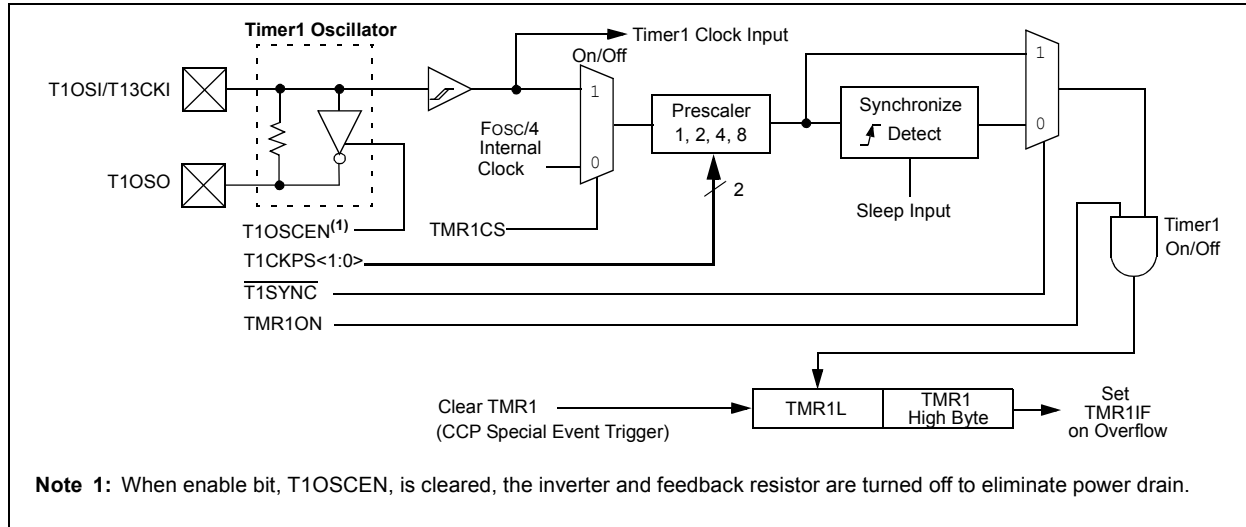 Timer1 Oscillator
Timer1 Clock Input
On/Off
T1OSI/T13CKI
1
1
Prescaler
1, 2, 4, 8
Synchronize
Detect
FOSC/4
Internal
Clock
0
0
T1OSO
2
Sleep Input
T1OSCEN(1)
TMR1CS
Timer1
On/Off
T1CKPS<1:0>
T1SYNC
TMR1ON
Clear TMR1
(CCP Special Event Trigger)
TMR1L
TMR1
High Byte
Set
TMR1IF
on Overflow
Note 1: When enable bit, T1OSCEN, is cleared, the inverter and feedback resistor are turned off to eliminate power drain.